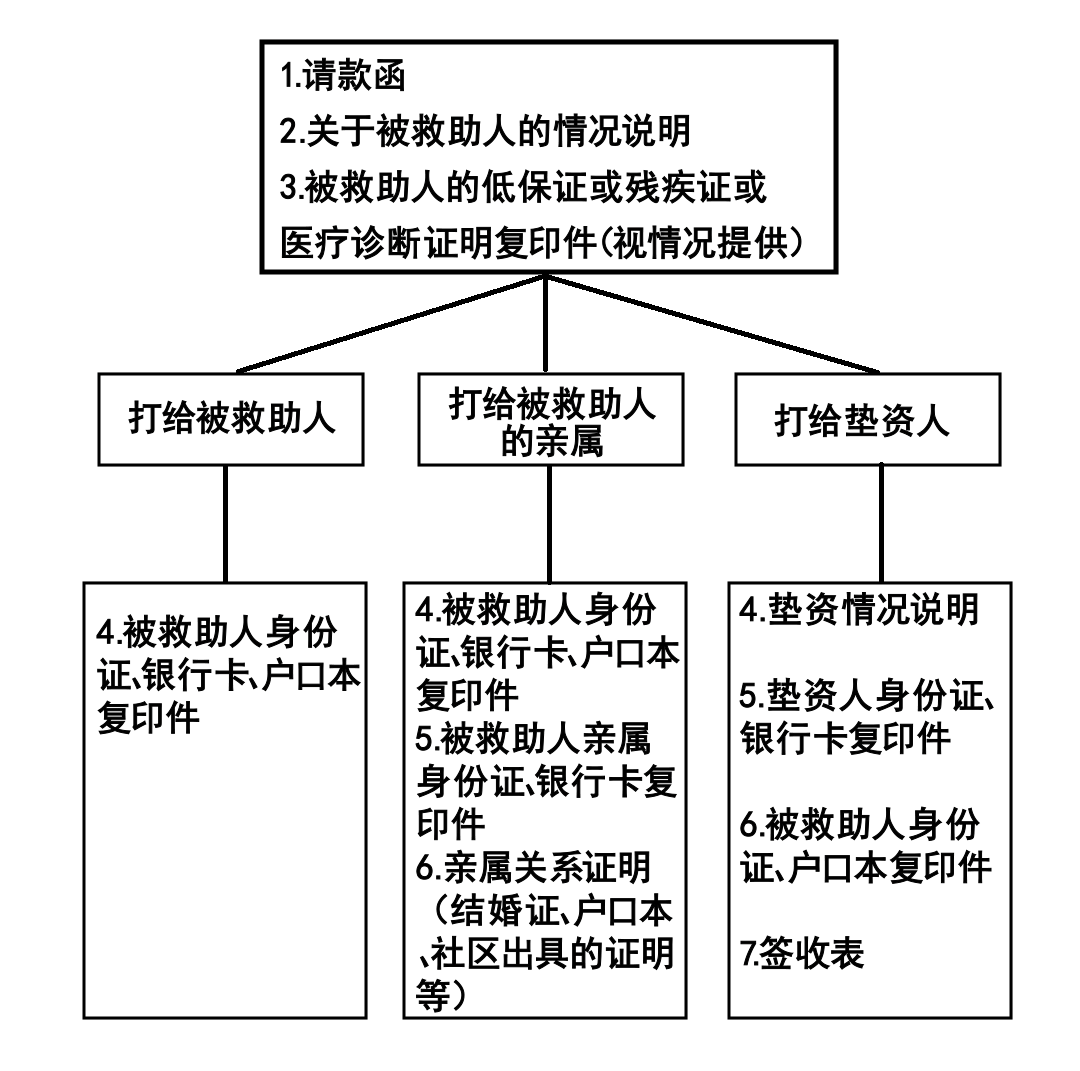 1.请款函
2.关于被救助人的情况说明
3.被救助人的低保证或残疾证或
医疗诊断证明复印件(视情况提供)
打给被救助人
打给被救助人
的亲属
打给垫资人
4.被救助人身份
证、银行卡、户口本
复印件
4.被救助人身份
证、银行卡、户口本
复印件
5.被救助人亲属
身份证、银行卡复
印件
6.亲属关系证明
（结婚证、户口本
、社区出具的证明
等）
4.垫资情况说明
5.垫资人身份证、
银行卡复印件
6.被救助人身份
证、户口本复印件
7.签收表